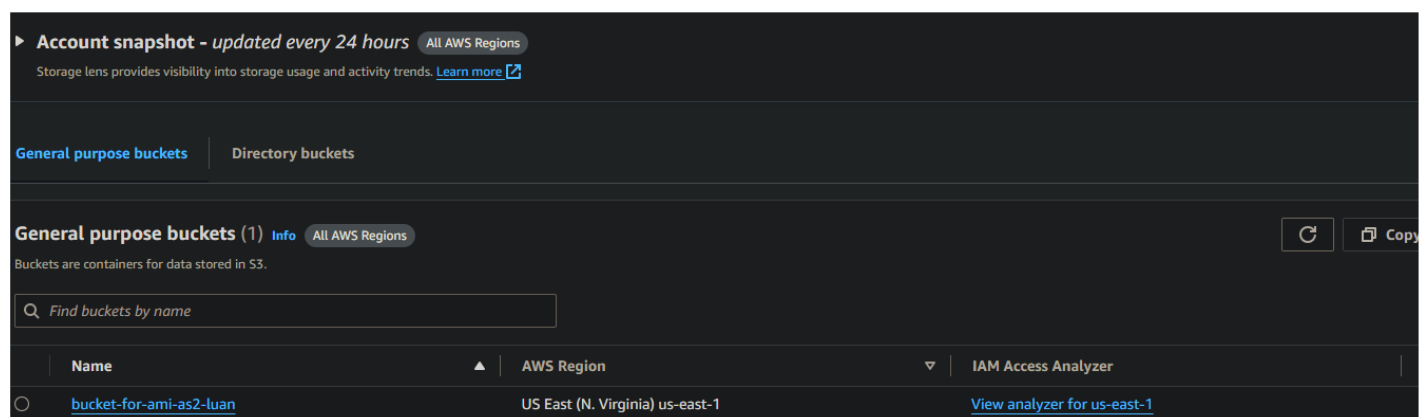 Account snapshot - updated every 24 hours All AWS Regions
Storage lens provides visibility into storage usage and activity trends. Learn more
General purpose buckets Directory buckets
General purpose buckets (1) Info All AWS Regions
Copy
Buckets are containers for data stored in S3.
Find buckets by name
Name AWS Region IAM Access Analyzer
bucket-for-ami-as2-luan US East (N. Virginia) us-east-1 View analyzer for us-east-1